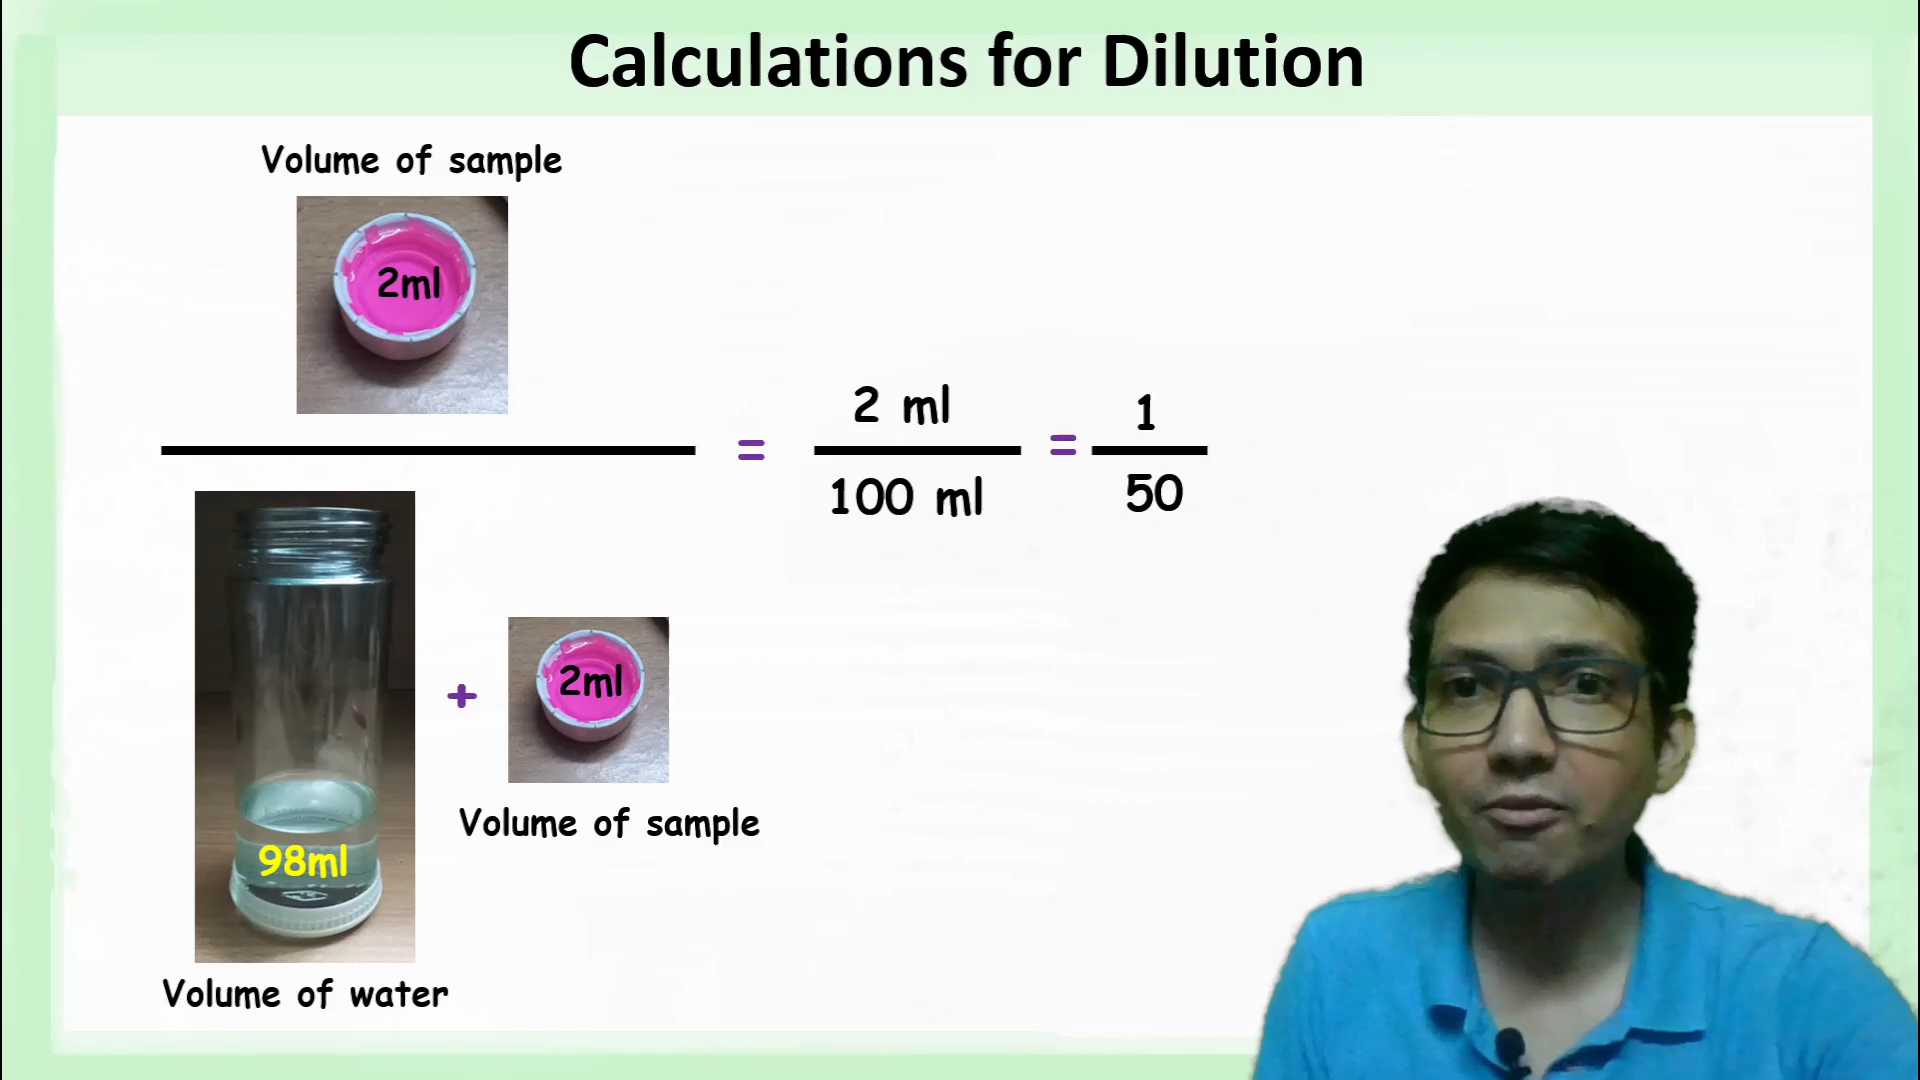 Calculations for Dilution
Volume of sample
2ml
= 2 ml / 100 ml = 1 / 50
98ml
+
2ml
Volume of sample
Volume of water